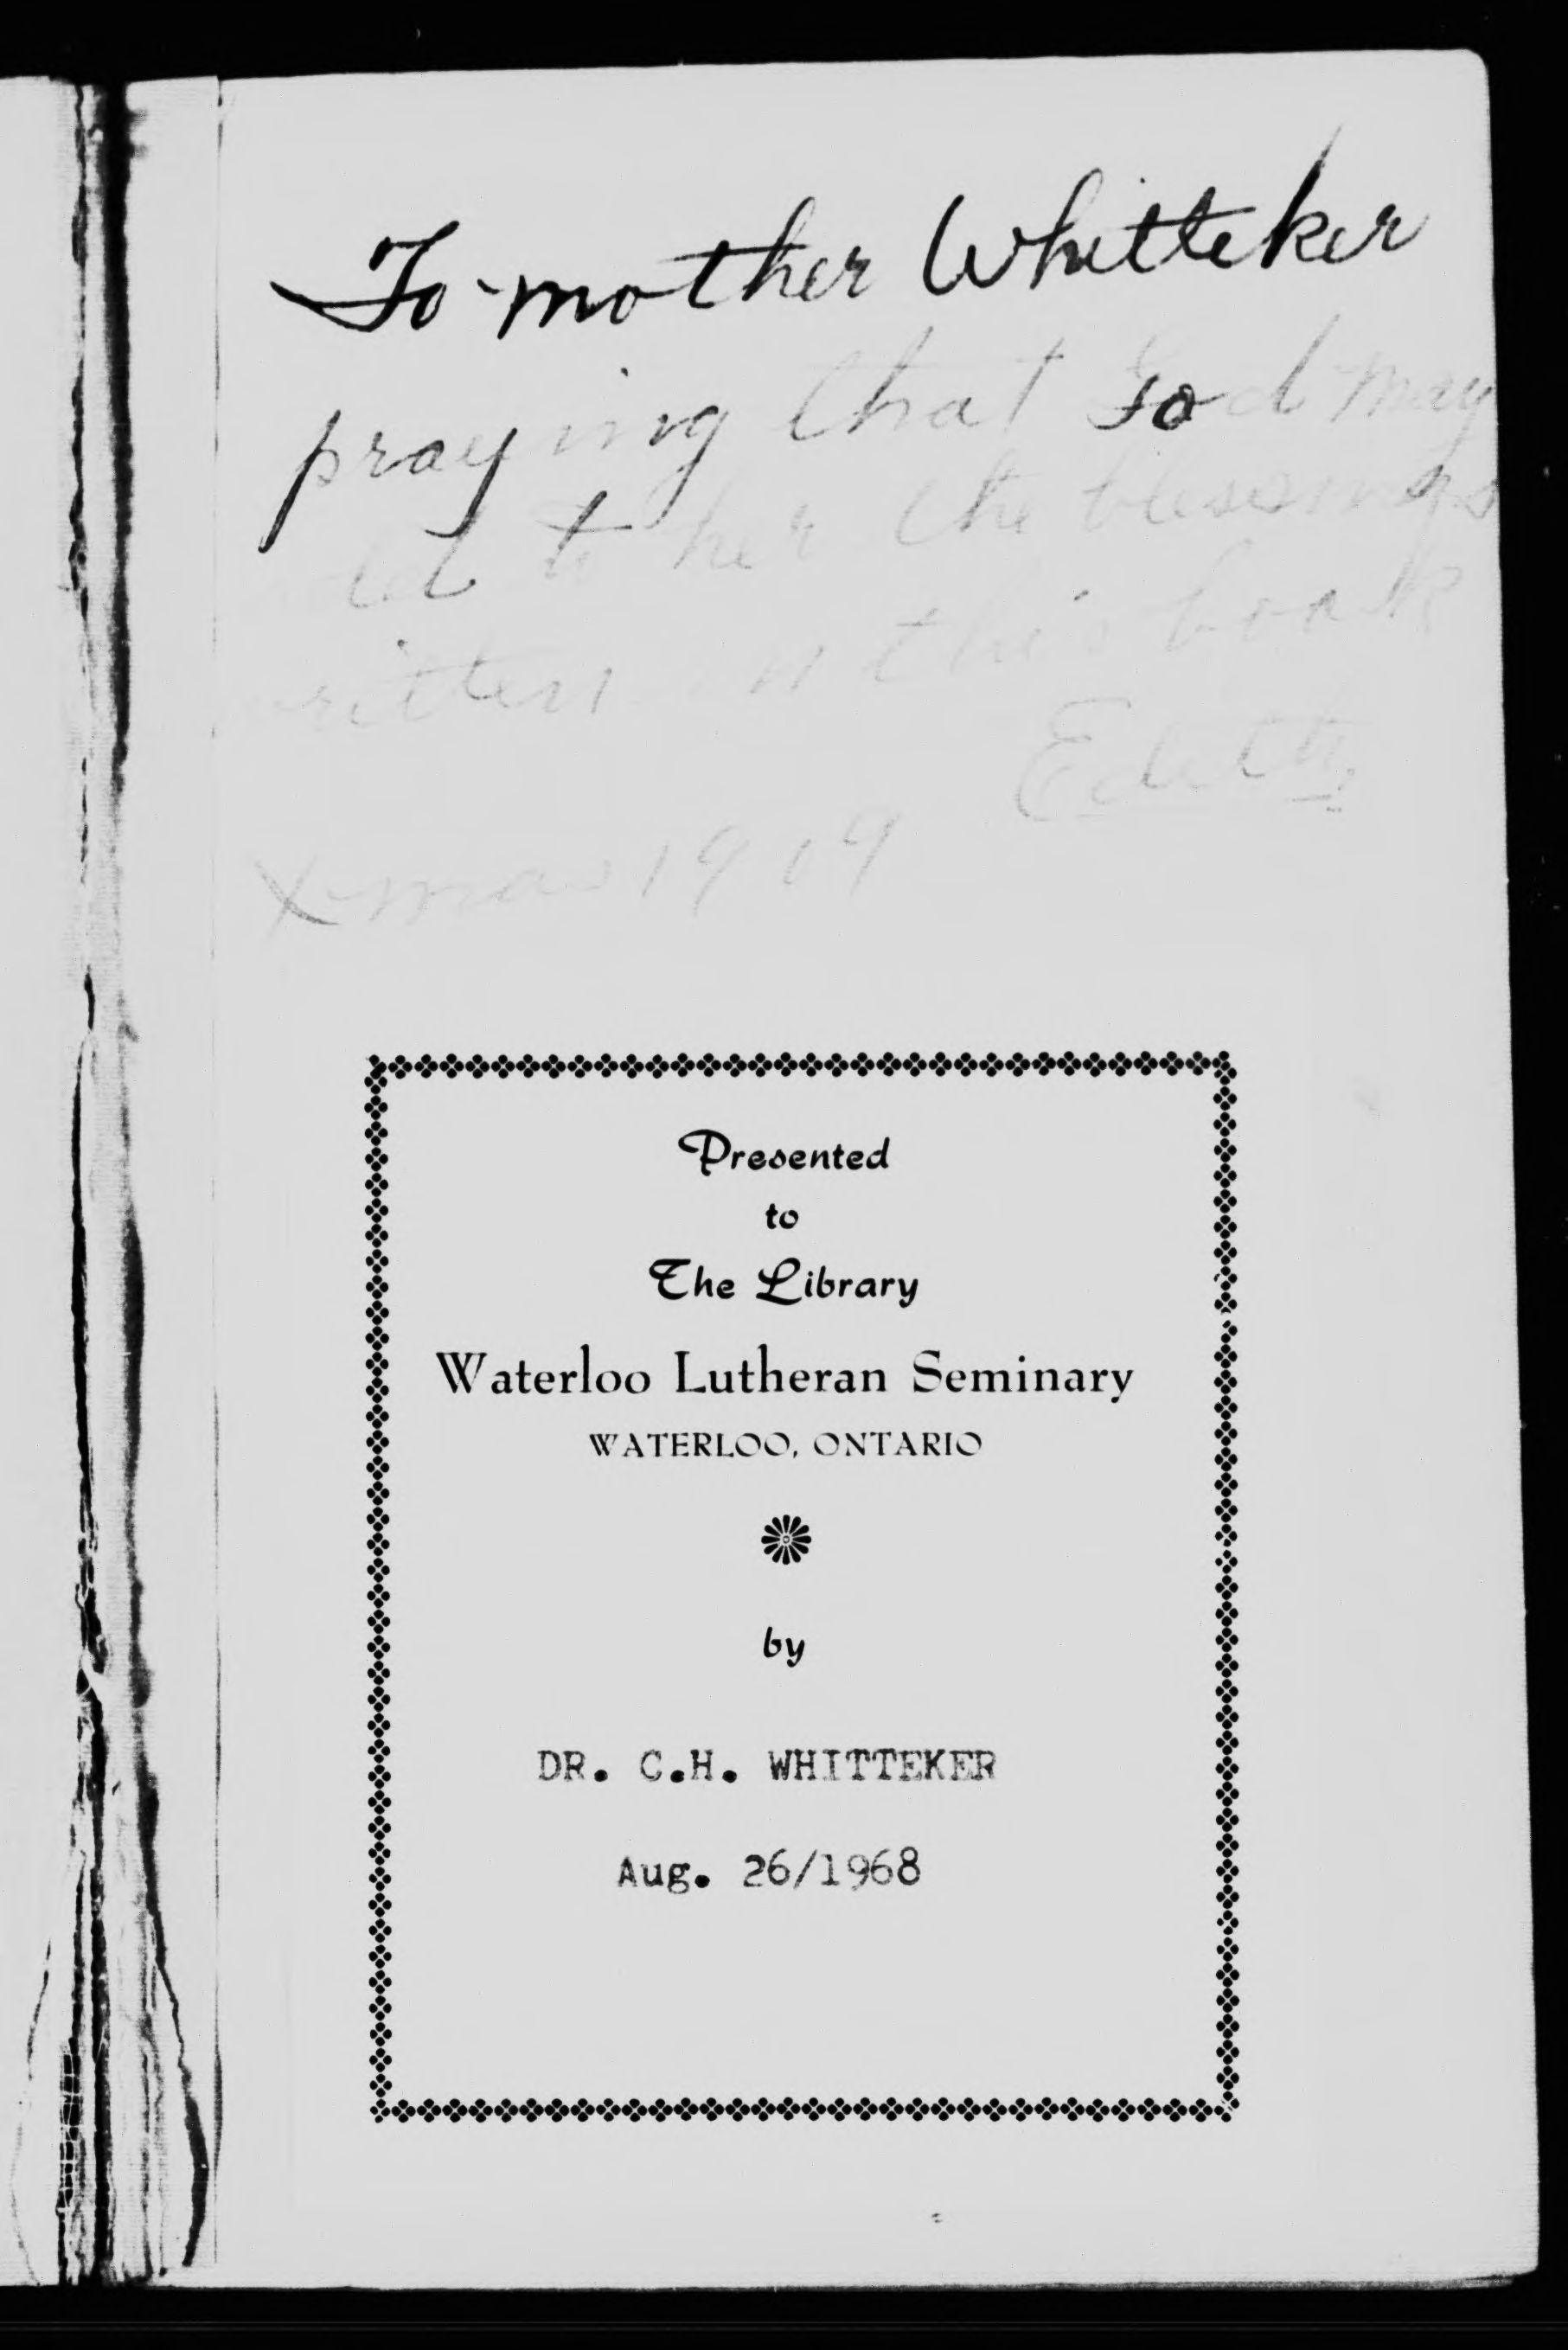 To mother Whitteker
praying that God may
add to her the blessings
written in this book
Edith
X-mas 1909
Presented
to
The Library
Waterloo Lutheran Seminary
WATERLOO, ONTARIO
by
DR. C.H. WHITTEKER
Aug. 26/1968